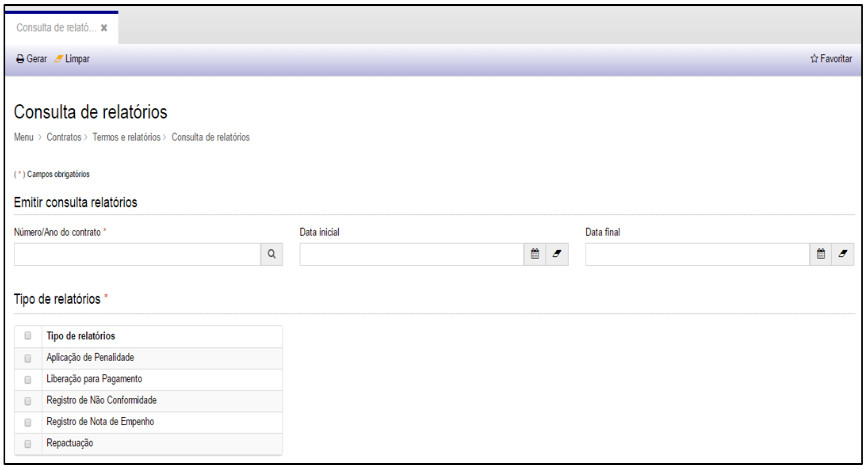 Consulta de relató... ✖
Gerar Limpar Favoritar
Consulta de relatórios
Menu > Contratos > Termos e relatórios > Consulta de relatórios
( * ) Campos obrigatórios
Emitir consulta relatórios
Número/Ano do contrato * Data inicial Data final
Tipo de relatórios *
Tipo de relatórios
Aplicação de Penalidade
Liberação para Pagamento
Registro de Não Conformidade
Registro de Nota de Empenho
Repactuação